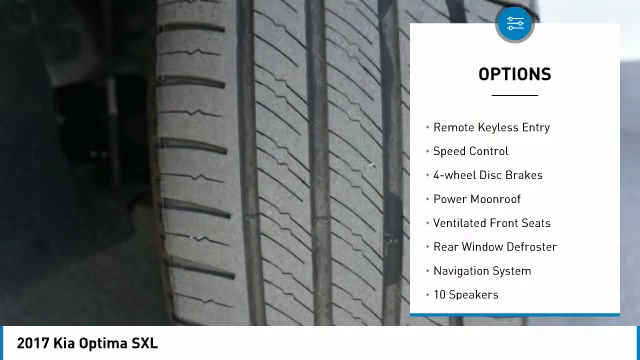 OPTIONS
• Remote Keyless Entry
• Speed Control
• 4-wheel Disc Brakes
• Power Moonroof
• Ventilated Front Seats
• Rear Window Defroster
• Navigation System
• 10 Speakers
2017 Kia Optima SXL